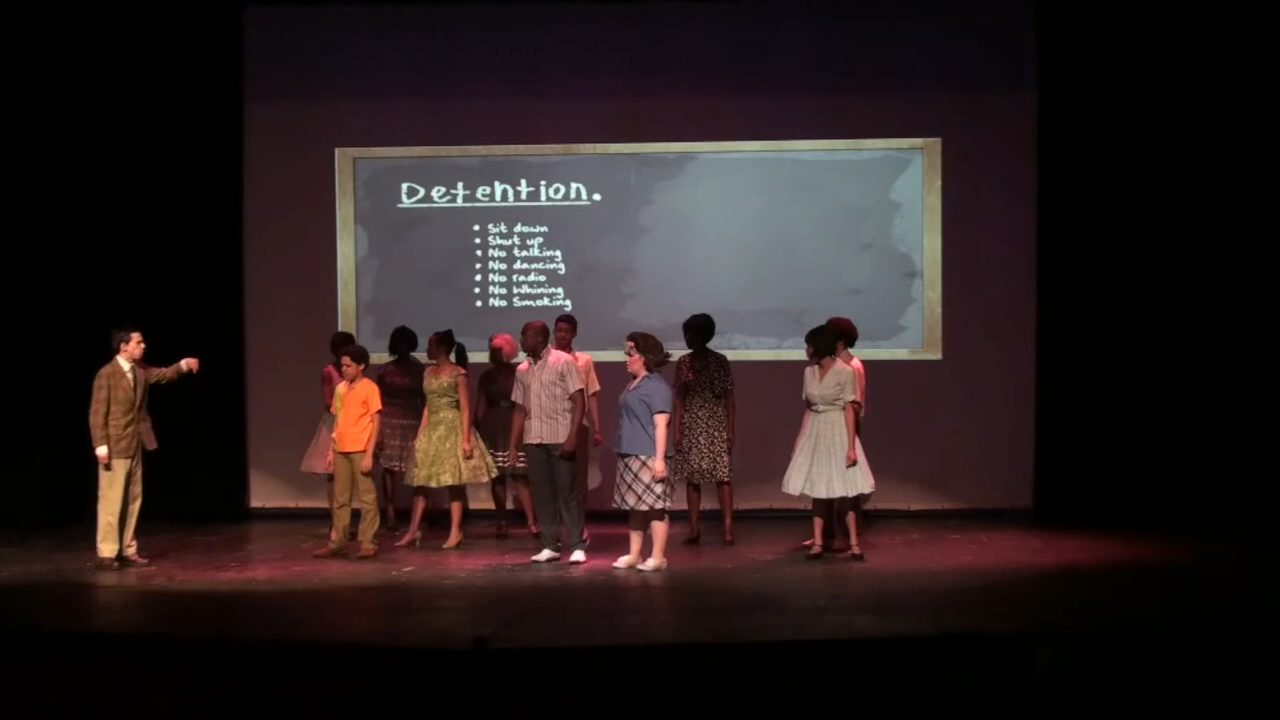 Detention.
• Sit down
• Shut up
• No talking
• No dancing
• No radio
• No Whining
• No Smoking